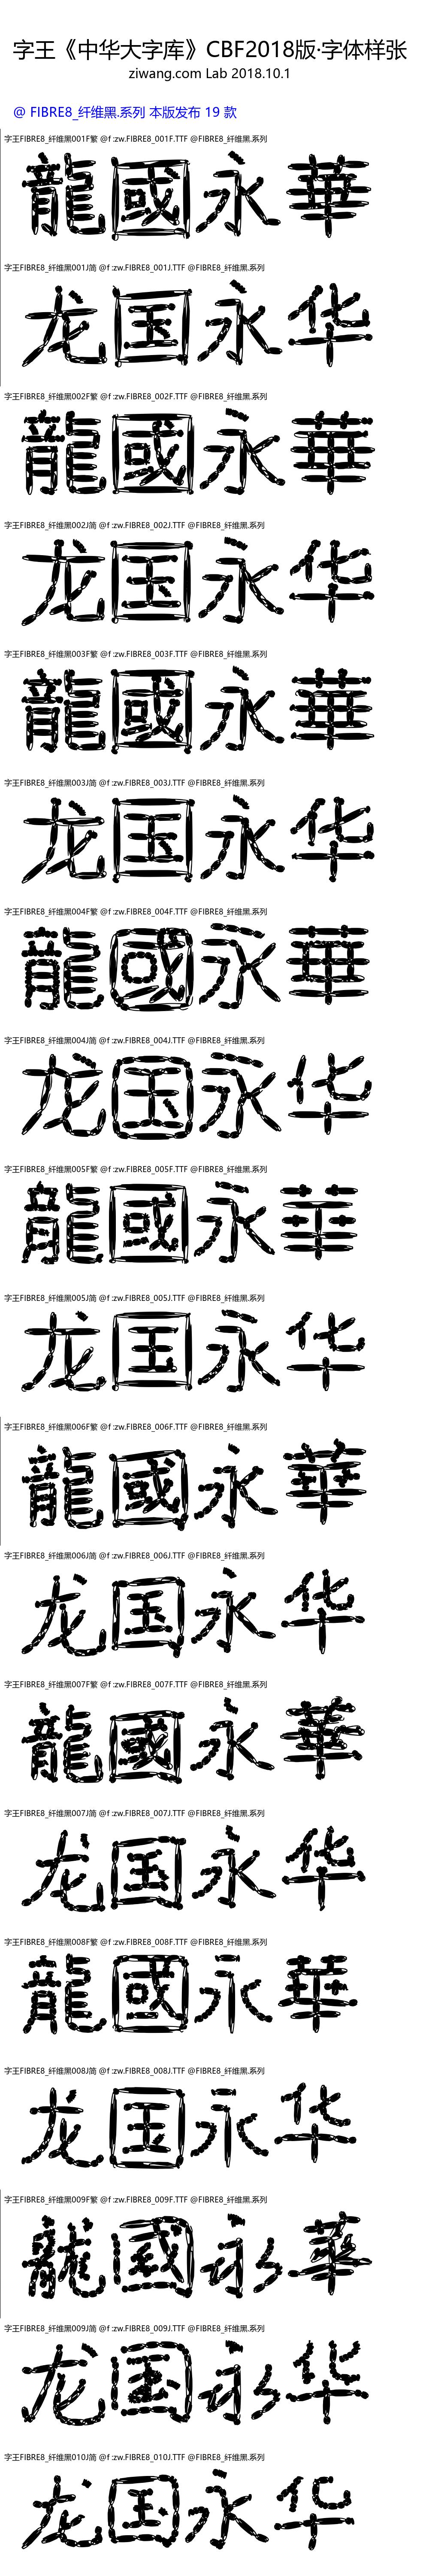 字王《中华大字库》CBF2018版·字体样张
ziwang.com Lab 2018.10.1
@ FIBRE8_纤维黑.系列 本版发布 19 款
字王FIBRE8_纤维黑001F繁 @f :zw.FIBRE8_001F.TTF @FIBRE8_纤维黑.系列
龍國永華
字王FIBRE8_纤维黑001J简 @f :zw.FIBRE8_001J.TTF @FIBRE8_纤维黑.系列
龙国永华
字王FIBRE8_纤维黑002F繁 @f :zw.FIBRE8_002F.TTF @FIBRE8_纤维黑.系列
龍國永華
字王FIBRE8_纤维黑002J简 @f :zw.FIBRE8_002J.TTF @FIBRE8_纤维黑.系列
龙国永华
字王FIBRE8_纤维黑003F繁 @f :zw.FIBRE8_003F.TTF @FIBRE8_纤维黑.系列
龍國永華
字王FIBRE8_纤维黑003J简 @f :zw.FIBRE8_003J.TTF @FIBRE8_纤维黑.系列
龙国永华
字王FIBRE8_纤维黑004F繁 @f :zw.FIBRE8_004F.TTF @FIBRE8_纤维黑.系列
龍國永華
字王FIBRE8_纤维黑004J简 @f :zw.FIBRE8_004J.TTF @FIBRE8_纤维黑.系列
龙国永华
字王FIBRE8_纤维黑005F繁 @f :zw.FIBRE8_005F.TTF @FIBRE8_纤维黑.系列
龍國永華
字王FIBRE8_纤维黑005J简 @f :zw.FIBRE8_005J.TTF @FIBRE8_纤维黑.系列
龙国永华
字王FIBRE8_纤维黑006F繁 @f :zw.FIBRE8_006F.TTF @FIBRE8_纤维黑.系列
龍國永華
字王FIBRE8_纤维黑006J简 @f :zw.FIBRE8_006J.TTF @FIBRE8_纤维黑.系列
龙国永华
字王FIBRE8_纤维黑007F繁 @f :zw.FIBRE8_007F.TTF @FIBRE8_纤维黑.系列
龍國永華
字王FIBRE8_纤维黑007J简 @f :zw.FIBRE8_007J.TTF @FIBRE8_纤维黑.系列
龙国永华
字王FIBRE8_纤维黑008F繁 @f :zw.FIBRE8_008F.TTF @FIBRE8_纤维黑.系列
龍國永華
字王FIBRE8_纤维黑008J简 @f :zw.FIBRE8_008J.TTF @FIBRE8_纤维黑.系列
龙国永华
字王FIBRE8_纤维黑009F繁 @f :zw.FIBRE8_009F.TTF @FIBRE8_纤维黑.系列
龍國永華
字王FIBRE8_纤维黑009J简 @f :zw.FIBRE8_009J.TTF @FIBRE8_纤维黑.系列
龙国永华
字王FIBRE8_纤维黑010J简 @f :zw.FIBRE8_010J.TTF @FIBRE8_纤维黑.系列
龙国永华